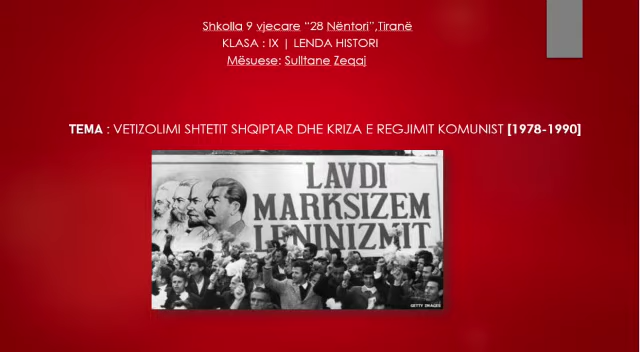 Shkolla 9 vjecare "28 Nëntori",Tiranë
KLASA : IX | LENDA HISTORI
Mësuese: Sulltane Zeqaj
TEMA : VETIZOLIMI SHTETIT SHQIPTAR DHE KRIZA E REGJIMIT KOMUNIST [1978-1990]
LAVDI
MARKSIZEM
LENINIZMIT
GETTY IMAGES